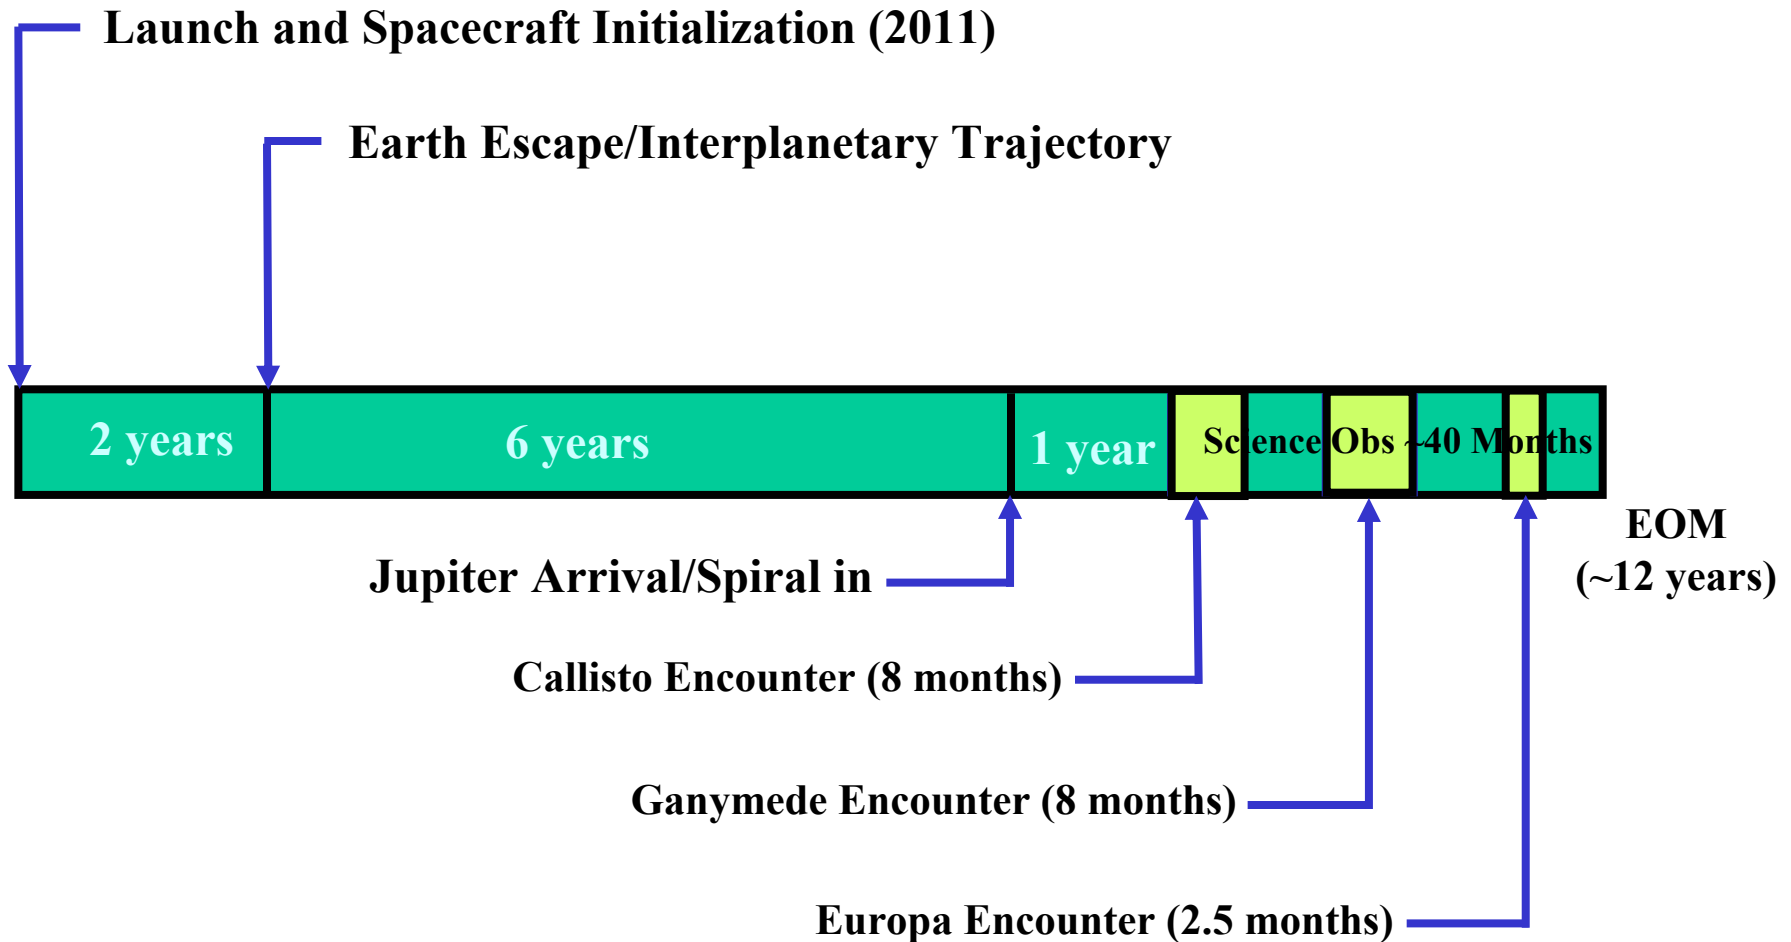 Launch and Spacecraft Initialization (2011)
Earth Escape/Interplanetary Trajectory
2 years
6 years
1 year
Science Obs ~40 Months
EOM
(~12 years)
Jupiter Arrival/Spiral in
Callisto Encounter (8 months)
Ganymede Encounter (8 months)
Europa Encounter (2.5 months)